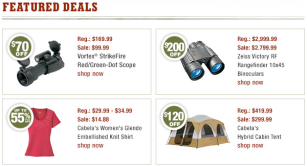 FEATURED DEALS
$70 OFF
Reg.: $169.99
Sale: $99.99
Vortex® StrikeFire
Red/Green-Dot Scope
shop now
$200 OFF
Reg.: $2,999.99
Sale: $2,799.99
Zeiss Victory RF
Rangefinder 10x45
Binoculars
shop now
UP TO 55%
Reg.: $29.99 - $34.99
Sale: $14.88
Cabela's Women's Glendo
Embellished Knit Shirt
shop now
$120 OFF
Reg.: $419.99
Sale: $299.99
Cabela's
Hybrid Cabin Tent
shop now